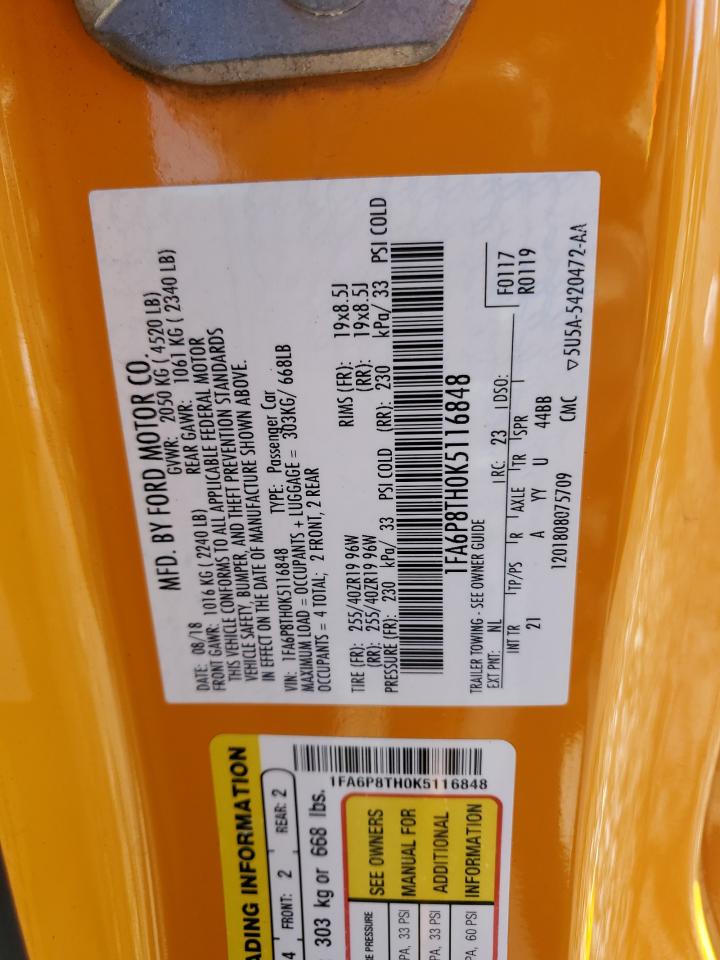 MFD. BY FORD MOTOR CO.
DATE: 08/18 GVWR: 2050 KG ( 4520 LB)
FRONT GAWR: 1016 KG (2240 LB) REAR GAWR: 1061 KG ( 2340 LB)
THIS VEHICLE CONFORMS TO ALL APPLICABLE FEDERAL MOTOR
VEHICLE SAFETY, BUMPER, AND THEFT PREVENTION STANDARDS
IN EFFECT ON THE DATE OF MANUFACTURE SHOWN ABOVE.
VIN: 1FA6P8TH0K5116848 TYPE: Passenger Car
MAXIMUM LOAD = OCCUPANTS + LUGGAGE = 303KG/ 668LB
OCCUPANTS = 4 TOTAL; 2 FRONT, 2 REAR
TIRE (FR): 255/40ZR19 96W RIMS (FR): 19x8.5J
(RR): 255/40ZR19 96W (RR): 19x8.5J
PRESSURE (FR): 230 kPa/ 33 PSI COLD (RR): 230 kPa/ 33 PSI COLD
1FA6P8TH0K5116848
TRAILER TOWING - SEE OWNER GUIDE
EXT PNT: NL RC: 23 DSO: F0117
R0119
INT TR TP/PS R AXLE TR SPR
21 A YY U 44BB
1201808075709 CMC ▽5U5A-5420472-AA
1FA6P8TH0K5116848
ADING INFORMATION
4 FRONT: 2 REAR: 2
303 kg or 668 lbs.
E PRESSURE
PA, 33 PSI
PA, 33 PSI
PA, 60 PSI
SEE OWNERS
MANUAL FOR
ADDITIONAL
INFORMATION